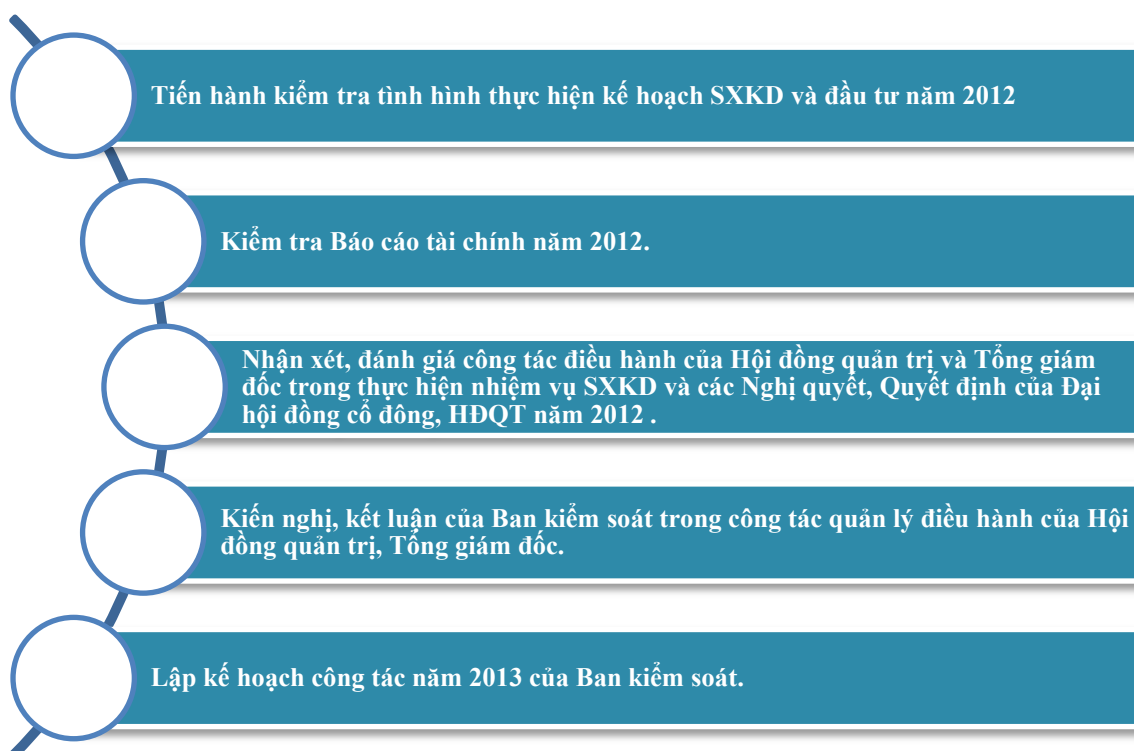 Tiến hành kiểm tra tình hình thực hiện kế hoạch SXKD và đầu tư năm 2012
Kiểm tra Báo cáo tài chính năm 2012.
Nhận xét, đánh giá công tác điều hành của Hội đồng quản trị và Tổng giám
đốc trong thực hiện nhiệm vụ SXKD và các Nghị quyết, Quyết định của Đại
hội đồng cổ đông, HĐQT năm 2012 .
Kiến nghị, kết luận của Ban kiểm soát trong công tác quản lý điều hành của Hội
đồng quản trị, Tổng giám đốc.
Lập kế hoạch công tác năm 2013 của Ban kiểm soát.